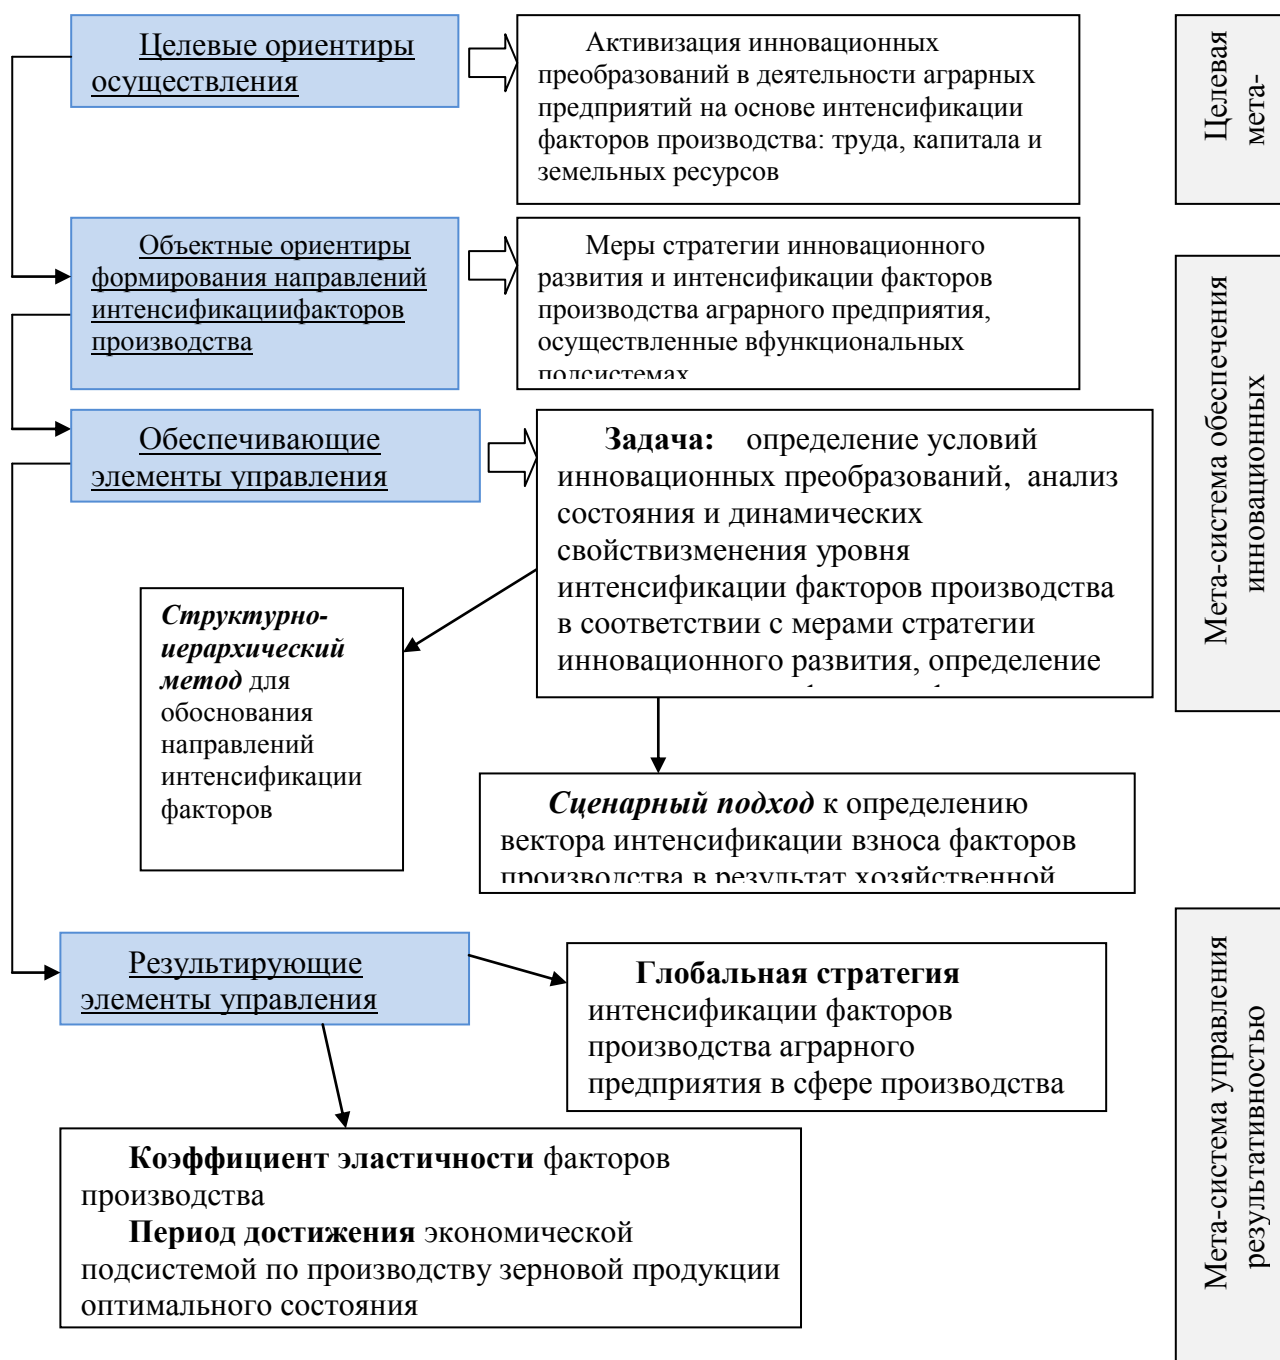 Целевые ориентиры
осуществления
Активизация инновационных
преобразований в деятельности аграрных
предприятий на основе интенсификации
факторов производства: труда, капитала и
земельных ресурсов
Целевая
мета-
Объектные ориентиры
формирования направлений
интенсификациифакторов
производства
Меры стратегии инновационного
развития и интенсификации факторов
производства аграрного предприятия,
осуществленные вфункциональных
подсистемах
Мета-система обеспечения
инновационных
Обеспечивающие
элементы управления
Задача: определение условий
инновационных преобразований, анализ
состояния и динамических
свойствизменения уровня
интенсификации факторов производства
в соответствии с мерами стратегии
инновационного развития, определение
Структурно-
иерархический
метод для
обоснования
направлений
интенсификации
факторов
Сценарный подход к определению
вектора интенсификации взноса факторов
производства в результат хозяйственной
Результирующие
элементы управления
Глобальная стратегия
интенсификации факторов
производства аграрного
предприятия в сфере производства
Мета-система управления
результативностью
Коэффициент эластичности факторов
производства
Период достижения экономической
подсистемой по производству зерновой продукции
оптимального состояния